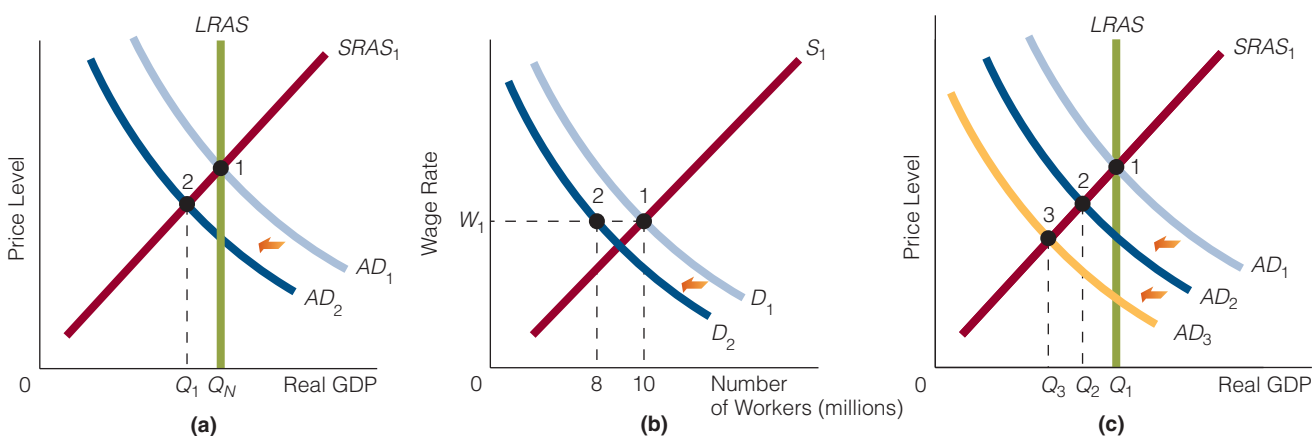 LRAS
SRAS₁
Price Level
1
2
AD₁
AD₂
0
Q₁
Q_N
Real GDP
(a)
S₁
Wage Rate
W₁
2
1
D₁
D₂
0
8
10
Number
of Workers (millions)
(b)
LRAS
SRAS₁
Price Level
1
2
3
AD₁
AD₂
AD₃
0
Q₃
Q₂
Q₁
Real GDP
(c)